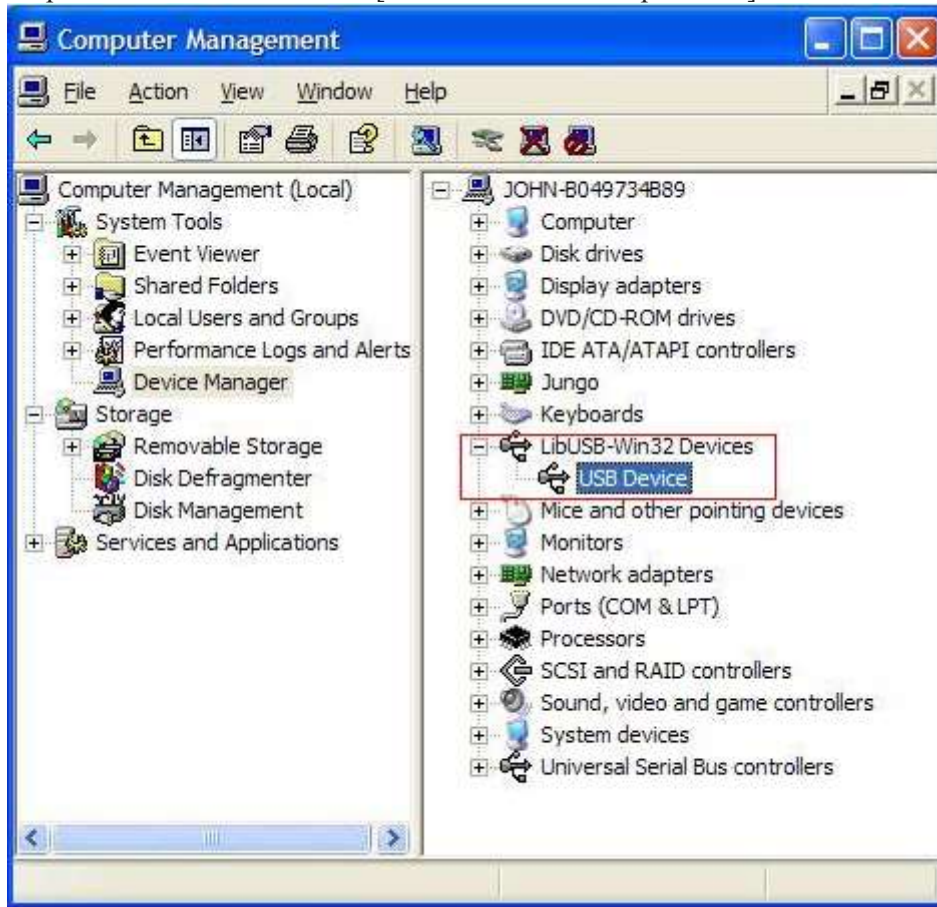 Computer Management
File Action View Window Help
Computer Management (Local)
System Tools
Event Viewer
Shared Folders
Local Users and Groups
Performance Logs and Alerts
Device Manager
Storage
Removable Storage
Disk Defragmenter
Disk Management
Services and Applications
JOHN-B049734B89
Computer
Disk drives
Display adapters
DVD/CD-ROM drives
IDE ATA/ATAPI controllers
Jungo
Keyboards
LibUSB-Win32 Devices
USB Device
Mice and other pointing devices
Monitors
Network adapters
Ports (COM & LPT)
Processors
SCSI and RAID controllers
Sound, video and game controllers
System devices
Universal Serial Bus controllers